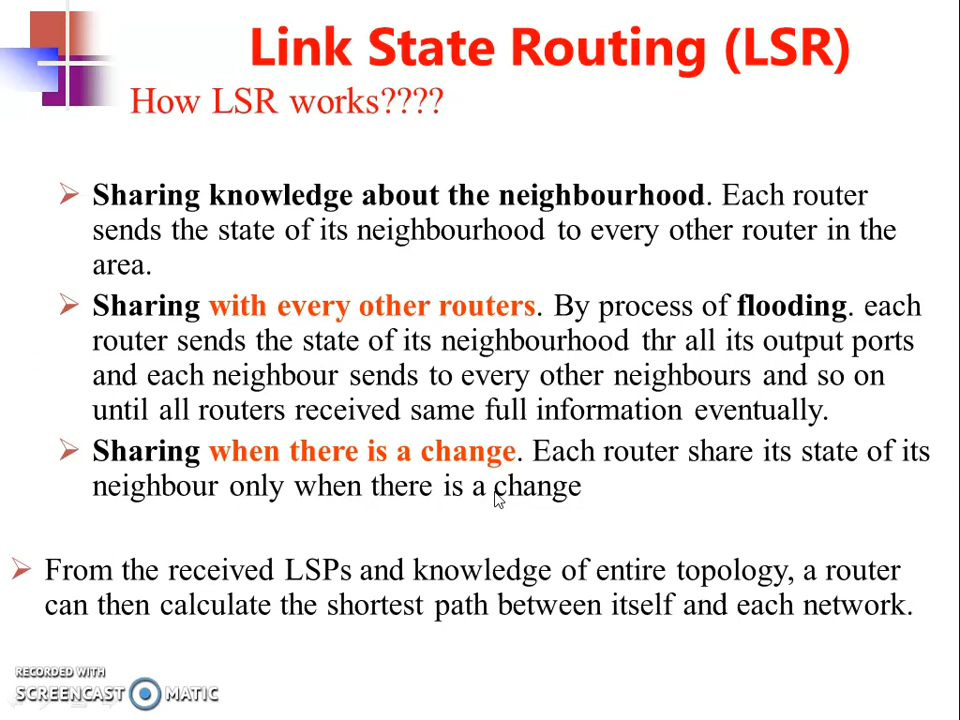 Link State Routing (LSR)
How LSR works????
Sharing knowledge about the neighbourhood. Each router
sends the state of its neighbourhood to every other router in the
area.
Sharing with every other routers. By process of flooding. each
router sends the state of its neighbourhood thr all its output ports
and each neighbour sends to every other neighbours and so on
until all routers received same full information eventually.
Sharing when there is a change. Each router share its state of its
neighbour only when there is a change
From the received LSPs and knowledge of entire topology, a router
can then calculate the shortest path between itself and each network.
RECORDED WITH
SCREENCAST MATIC